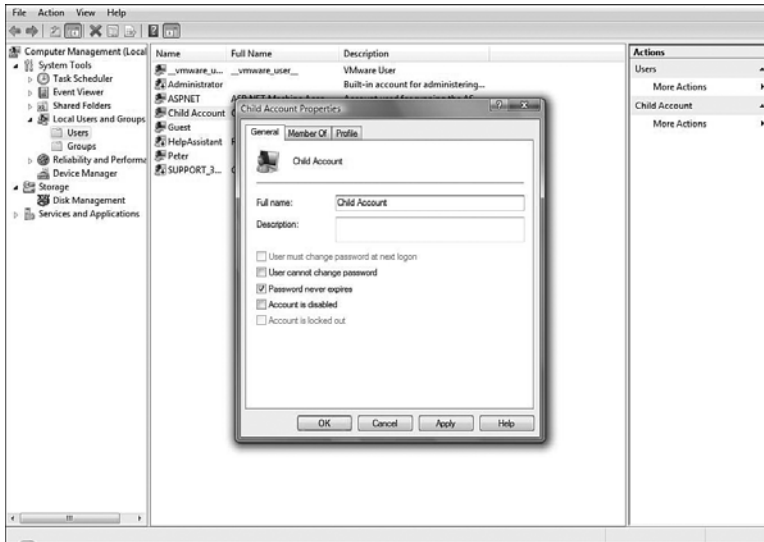 File Action View Help
Computer Management (Local
System Tools
Task Scheduler
Event Viewer
Shared Folders
Local Users and Groups
Users
Groups
Reliability and Performa
Device Manager
Storage
Disk Management
Services and Applications
Name Full Name Description
__vmware_u... __vmware_user__ VMware User
Administrator Built-in account for administering...
ASPNET
Child Account
Guest
HelpAssistant
Peter
SUPPORT_3...
Child Account Properties
General Member Of Profile
Child Account
Full name: Child Account
Description:
User must change password at next logon
User cannot change password
Password never expires
Account is disabled
Account is locked out
OK Cancel Apply Help
Actions
Users
More Actions
Child Account
More Actions